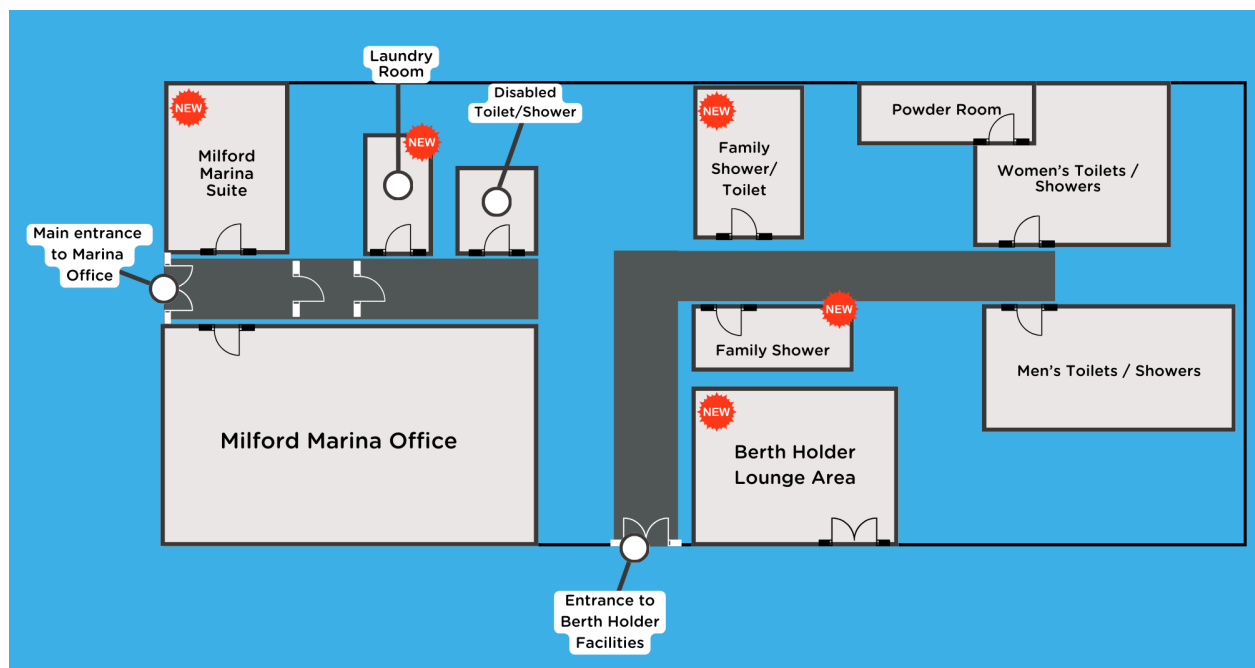 Laundry
Room
Disabled
Toilet/Shower
NEW
Milford
Marina
Suite
NEW
NEW
Family
Shower/
Toilet
Powder Room
Women's Toilets /
Showers
Main entrance
to Marina
Office
NEW
Family Shower
Men's Toilets / Showers
Milford Marina Office
NEW
Berth Holder
Lounge Area
Entrance to
Berth Holder
Facilities